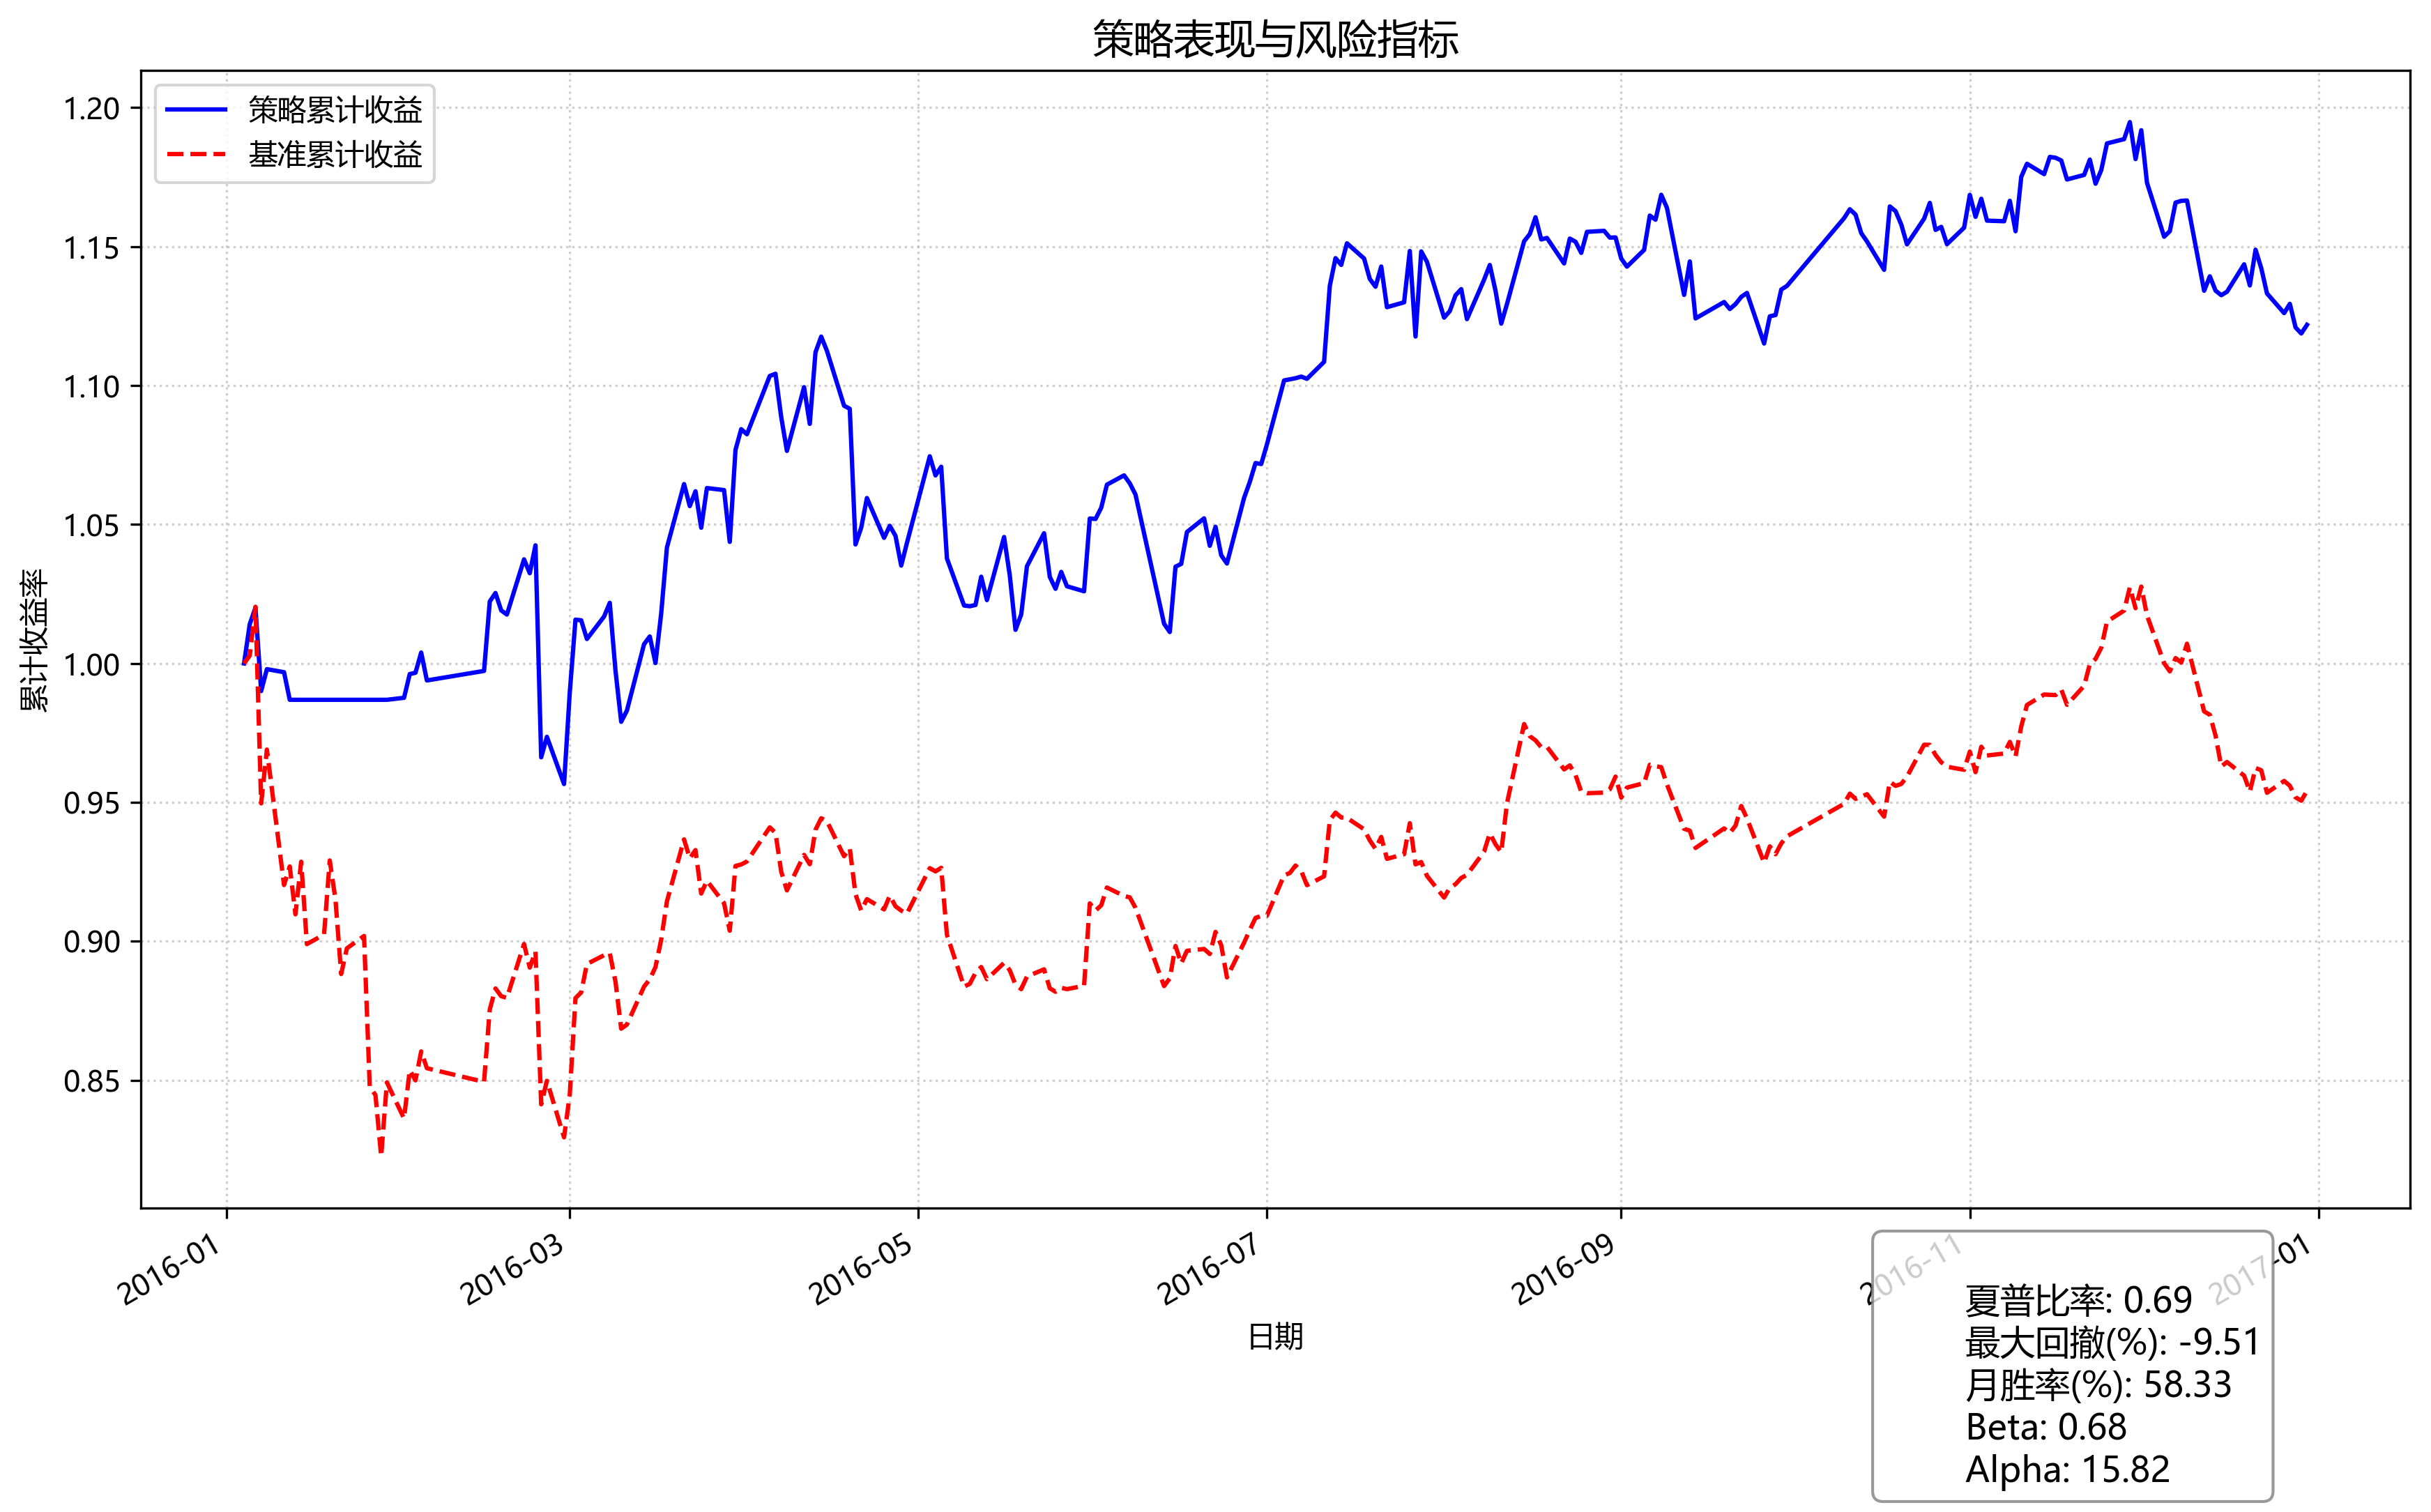 策略表现与风险指标
策略累计收益
基准累计收益
1.20
1.15
1.10
1.05
1.00
0.95
0.90
0.85
累计收益率
2016-01
2016-03
2016-05
2016-07
2016-09
2016-11
2017-01
日期
夏普比率: 0.69
最大回撤(%): -9.51
月胜率(%): 58.33
Beta: 0.68
Alpha: 15.82